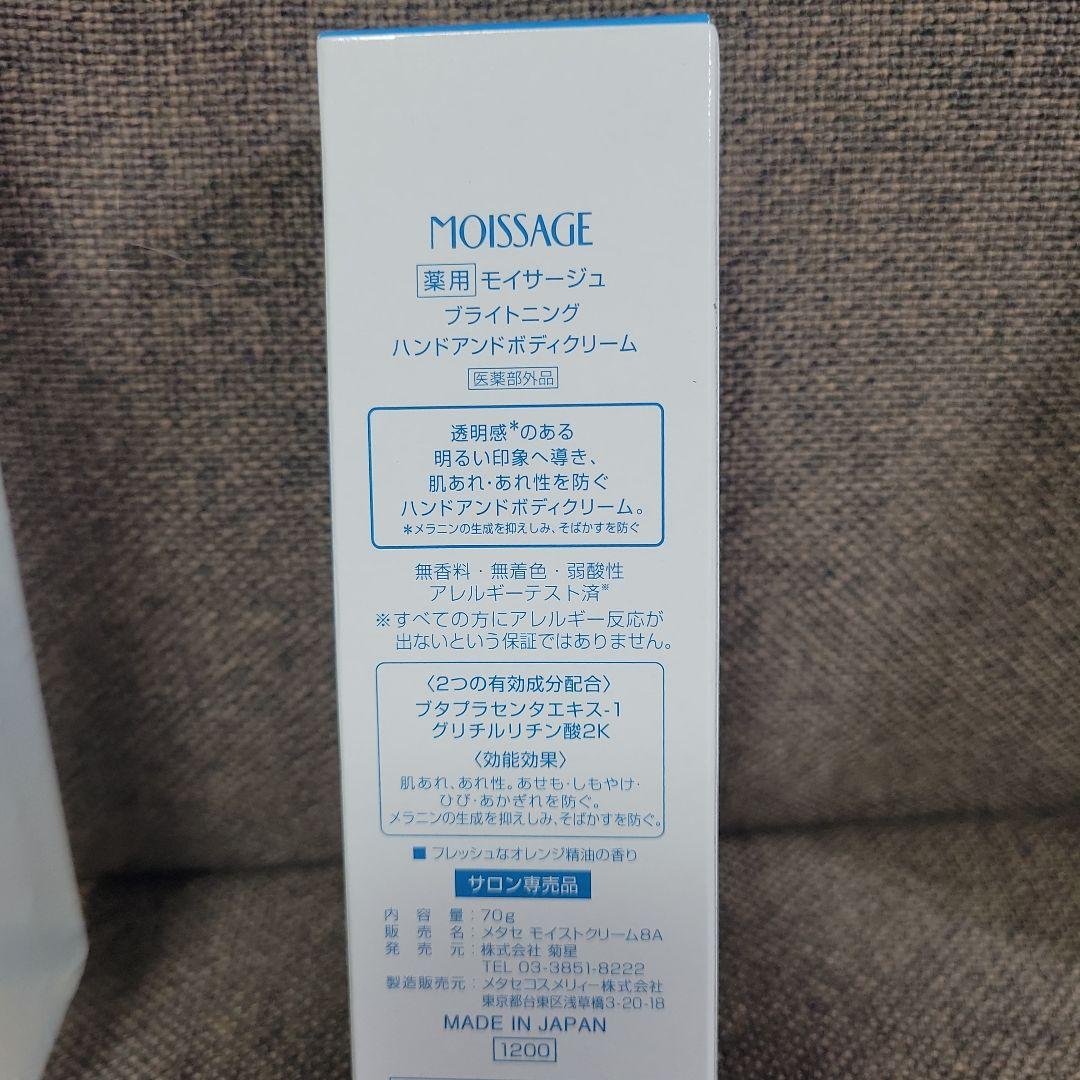 MOISSAGE
薬用 モイサージュ
ブライトニング
ハンドアンドボディクリーム
医薬部外品
透明感*のある
明るい印象へ導き、
肌あれ・あれ性を防ぐ
ハンドアンドボディクリーム。
*メラニンの生成を抑えしみ、そばかすを防ぐ
無香料・無着色・弱酸性
アレルギーテスト済※
※すべての方にアレルギー反応が
出ないという保証ではありません。
〈2つの有効成分配合〉
ブタプラセンタエキス-1
グリチルリチン酸2K
〈効能効果〉
肌あれ、あれ性。あせも・しもやけ・
ひび・あかぎれを防ぐ。
メラニンの生成を抑えしみ、そばかすを防ぐ。
■ フレッシュなオレンジ精油の香り
サロン専売品
内容量：70g
販売名：メタセ モイストクリーム8A
発売元：株式会社 菊星
TEL 03-3851-8222
製造販売元：メタセコスメリィー株式会社
東京都台東区浅草橋3-20-18
MADE IN JAPAN
1200